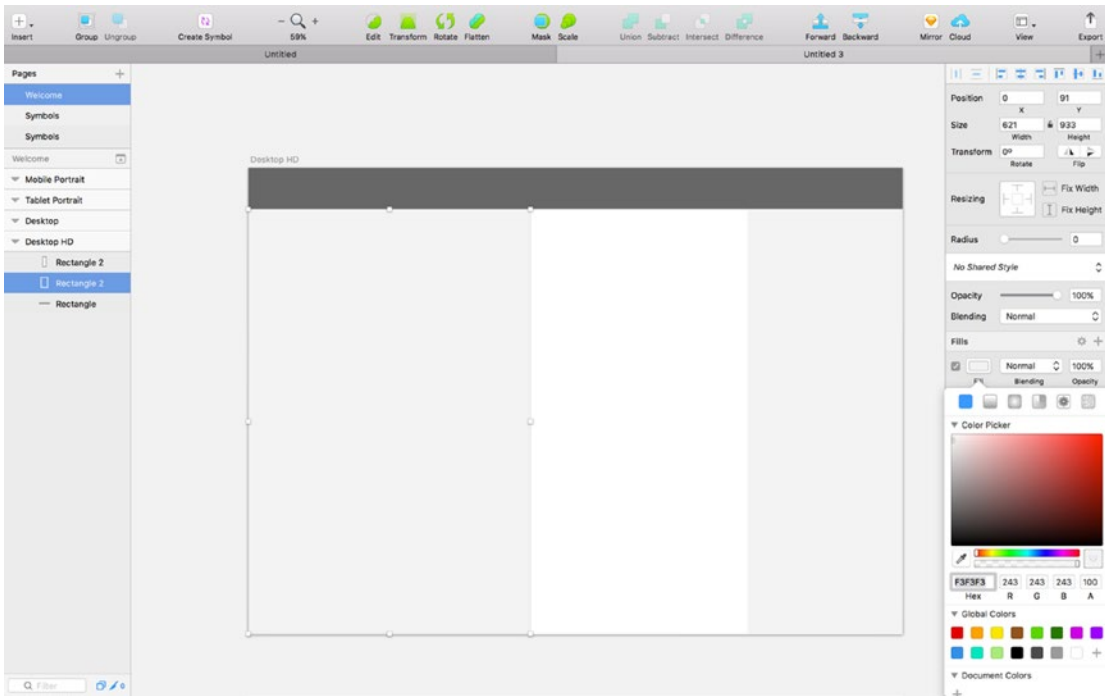 Insert Group Ungroup Create Symbol 59% Edit Transform Rotate Flatten Mask Scale Union Subtract Intersect Difference Forward Backward Mirror Cloud View Export
Untitled Untitled 3
Pages
Welcome
Symbols
Symbols
Welcome
Mobile Portrait
Tablet Portrait
Desktop
Desktop HD
Rectangle 2
Rectangle 2
Rectangle
Filter 0
Desktop HD
Position 0 91
X Y
Size 621 933
Width Height
Transform 0º
Rotate Flip
Resizing Fix Width
Fix Height
Radius 0
No Shared Style
Opacity 100%
Blending Normal
Fills
Normal 100%
Fill Blending Opacity
Color Picker
F3F3F3 243 243 243 100
Hex R G B A
Global Colors
Document Colors